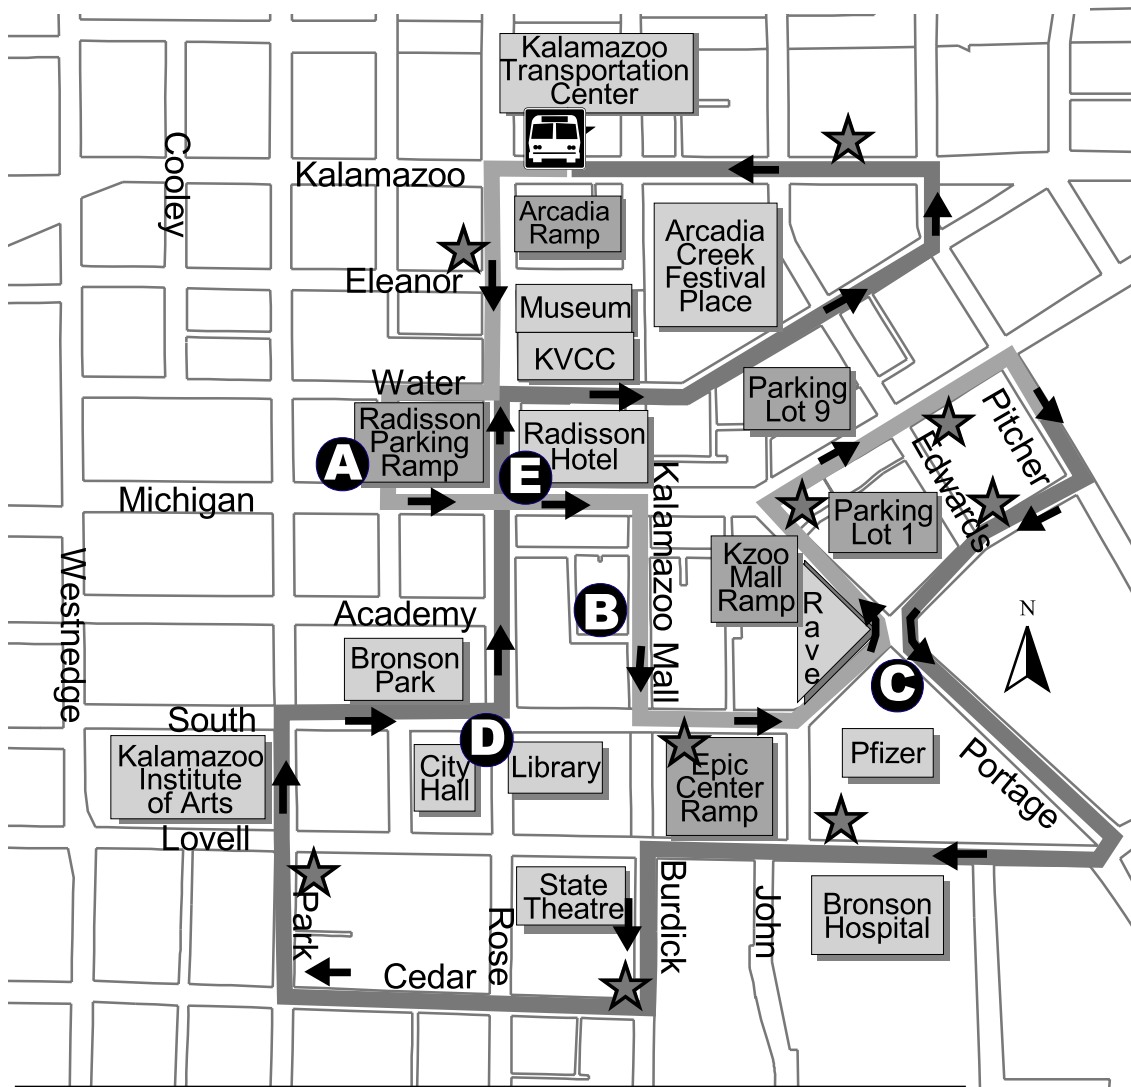 Kalamazoo
Transportation
Center
Cooley
Kalamazoo
Arcadia
Ramp
Arcadia
Creek
Festival
Place
Eleanor
Museum
KVCC
Water
Radisson
Parking
Ramp
Radisson
Hotel
Parking
Lot 9
Pitcher
Edwards
A
E
Michigan
Kalamazoo Mall
Parking
Lot 1
Kzoo
Mall
Ramp
Rave
Westnedge
Academy
B
N
Bronson
Park
C
South
D
Kalamazoo
Institute
of Arts
City
Hall
Library
Epic
Center
Ramp
Pfizer
Portage
Lovell
Park
Rose
State
Theatre
Burdick
John
Bronson
Hospital
Cedar